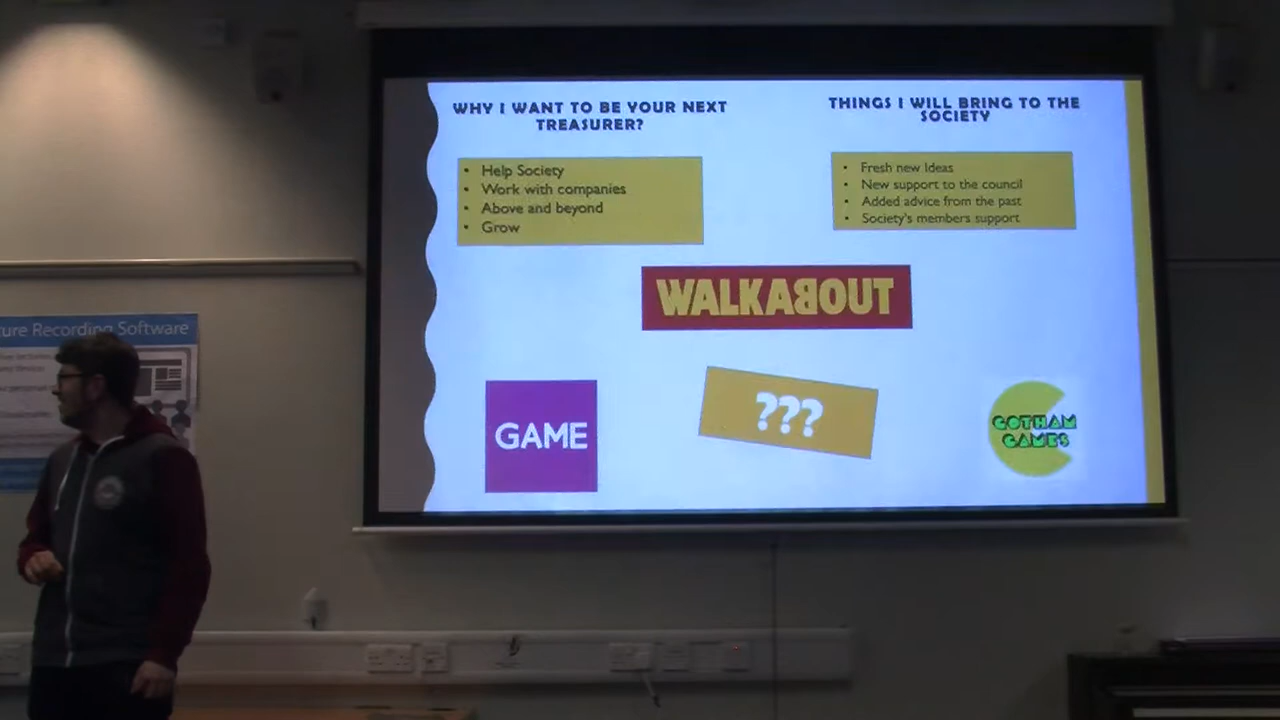 WHY I WANT TO BE YOUR NEXT
TREASURER?
• Help Society
• Work with companies
• Above and beyond
• Grow
THINGS I WILL BRING TO THE
SOCIETY
• Fresh new Ideas
• New support to the council
• Added advice from the past
• Society's members support
WALKABOUT
GAME
???
GOTHAM
GAMES
ture Recording Software